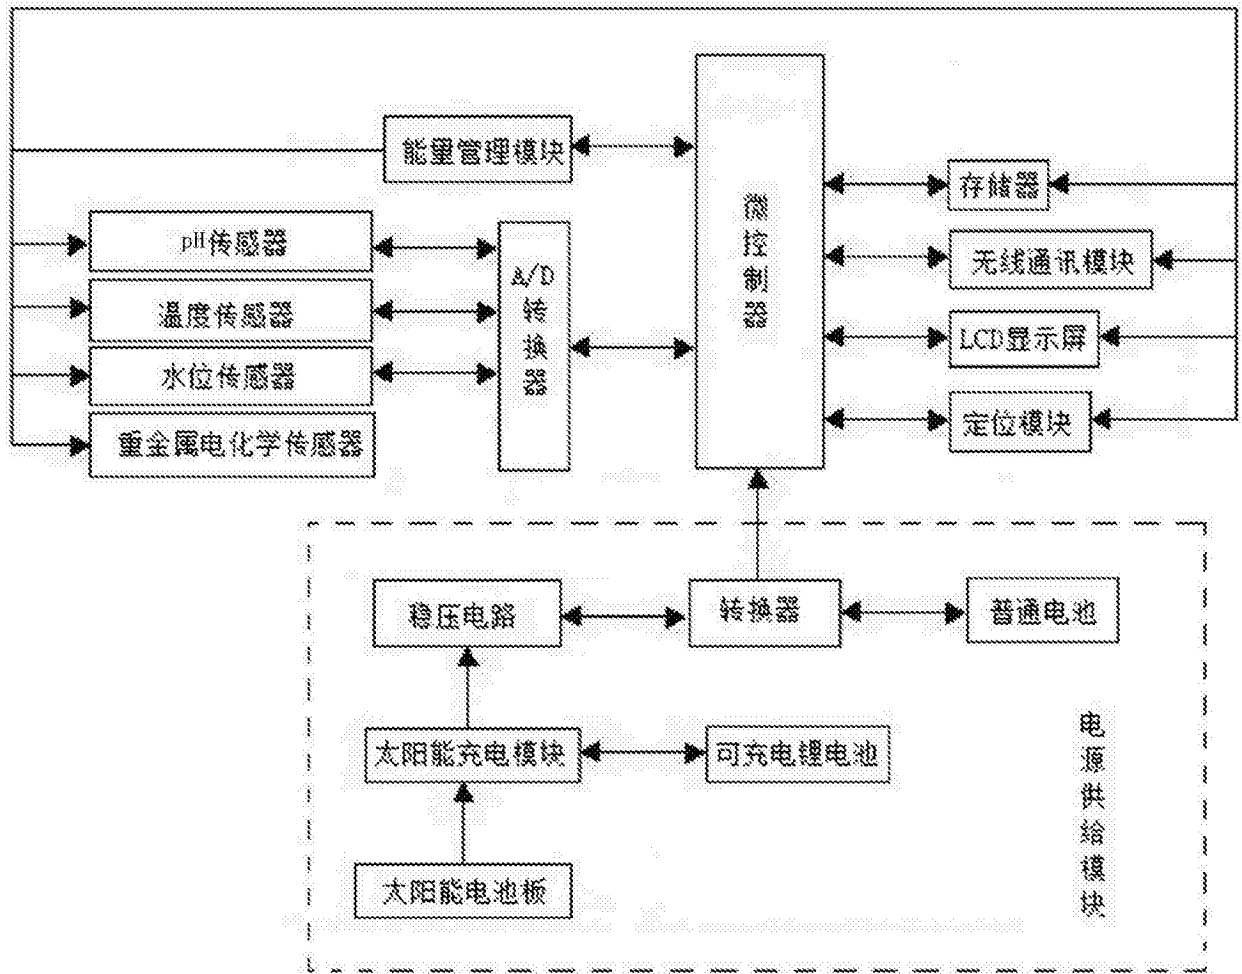 能量管理模块
pH传感器
温度传感器
水位传感器
重金属电化学传感器
A/D
转
换
器
微
控
制
器
存储器
无线通讯模块
LCD显示屏
定位模块
稳压电路
转换器
普通电池
太阳能充电模块
可充电锂电池
太阳能电池板
电
源
供
给
模
块